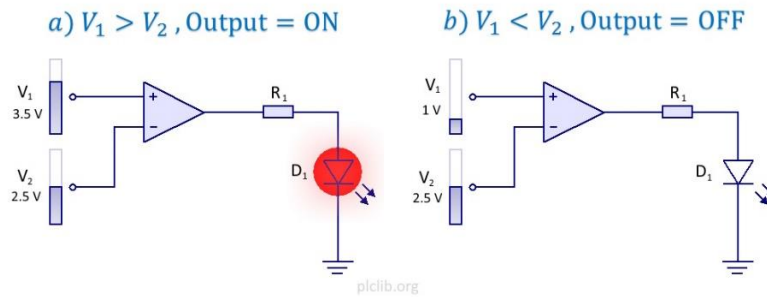 a) V₁ > V₂ , Output = ON
V₁
3.5 V
+
−
R₁
V₂
2.5 V
D₁
b) V₁ < V₂ , Output = OFF
V₁
1 V
+
−
R₁
V₂
2.5 V
D₁
plclib.org